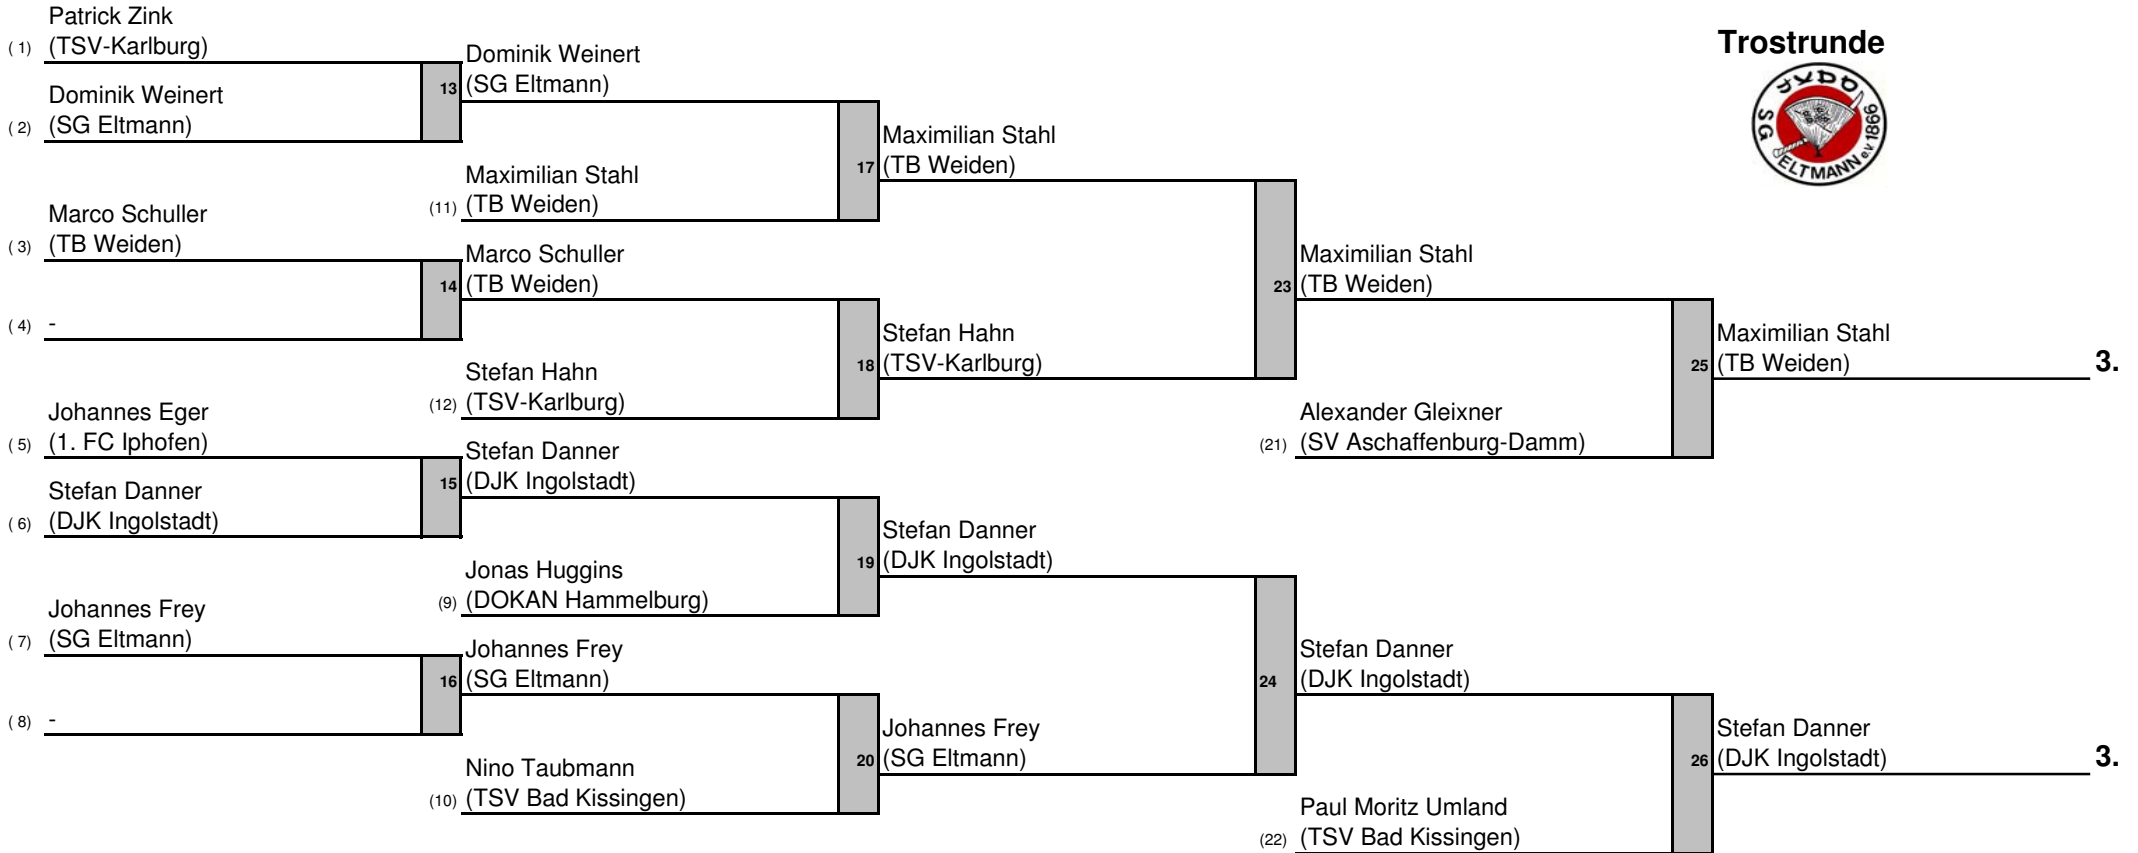 Trostrunde
JUDO
SG ELTMANN e.V. 1866
Patrick Zink
( 1) (TSV-Karlburg)
Dominik Weinert
( 2) (SG Eltmann)
Marco Schuller
( 3) (TB Weiden)
( 4) -
Johannes Eger
( 5) (1. FC Iphofen)
Stefan Danner
( 6) (DJK Ingolstadt)
Johannes Frey
( 7) (SG Eltmann)
( 8) -
Dominik Weinert
13 (SG Eltmann)
Maximilian Stahl
(11) (TB Weiden)
Marco Schuller
14 (TB Weiden)
Stefan Hahn
(12) (TSV-Karlburg)
Stefan Danner
15 (DJK Ingolstadt)
Jonas Huggins
(9) (DOKAN Hammelburg)
Johannes Frey
16 (SG Eltmann)
Nino Taubmann
(10) (TSV Bad Kissingen)
Maximilian Stahl
17 (TB Weiden)
Stefan Hahn
18 (TSV-Karlburg)
Stefan Danner
19 (DJK Ingolstadt)
Johannes Frey
20 (SG Eltmann)
Maximilian Stahl
23 (TB Weiden)
Alexander Gleixner
(21) (SV Aschaffenburg-Damm)
Stefan Danner
24 (DJK Ingolstadt)
Paul Moritz Umland
(22) (TSV Bad Kissingen)
Maximilian Stahl
25 (TB Weiden) 3.
Stefan Danner
26 (DJK Ingolstadt) 3.